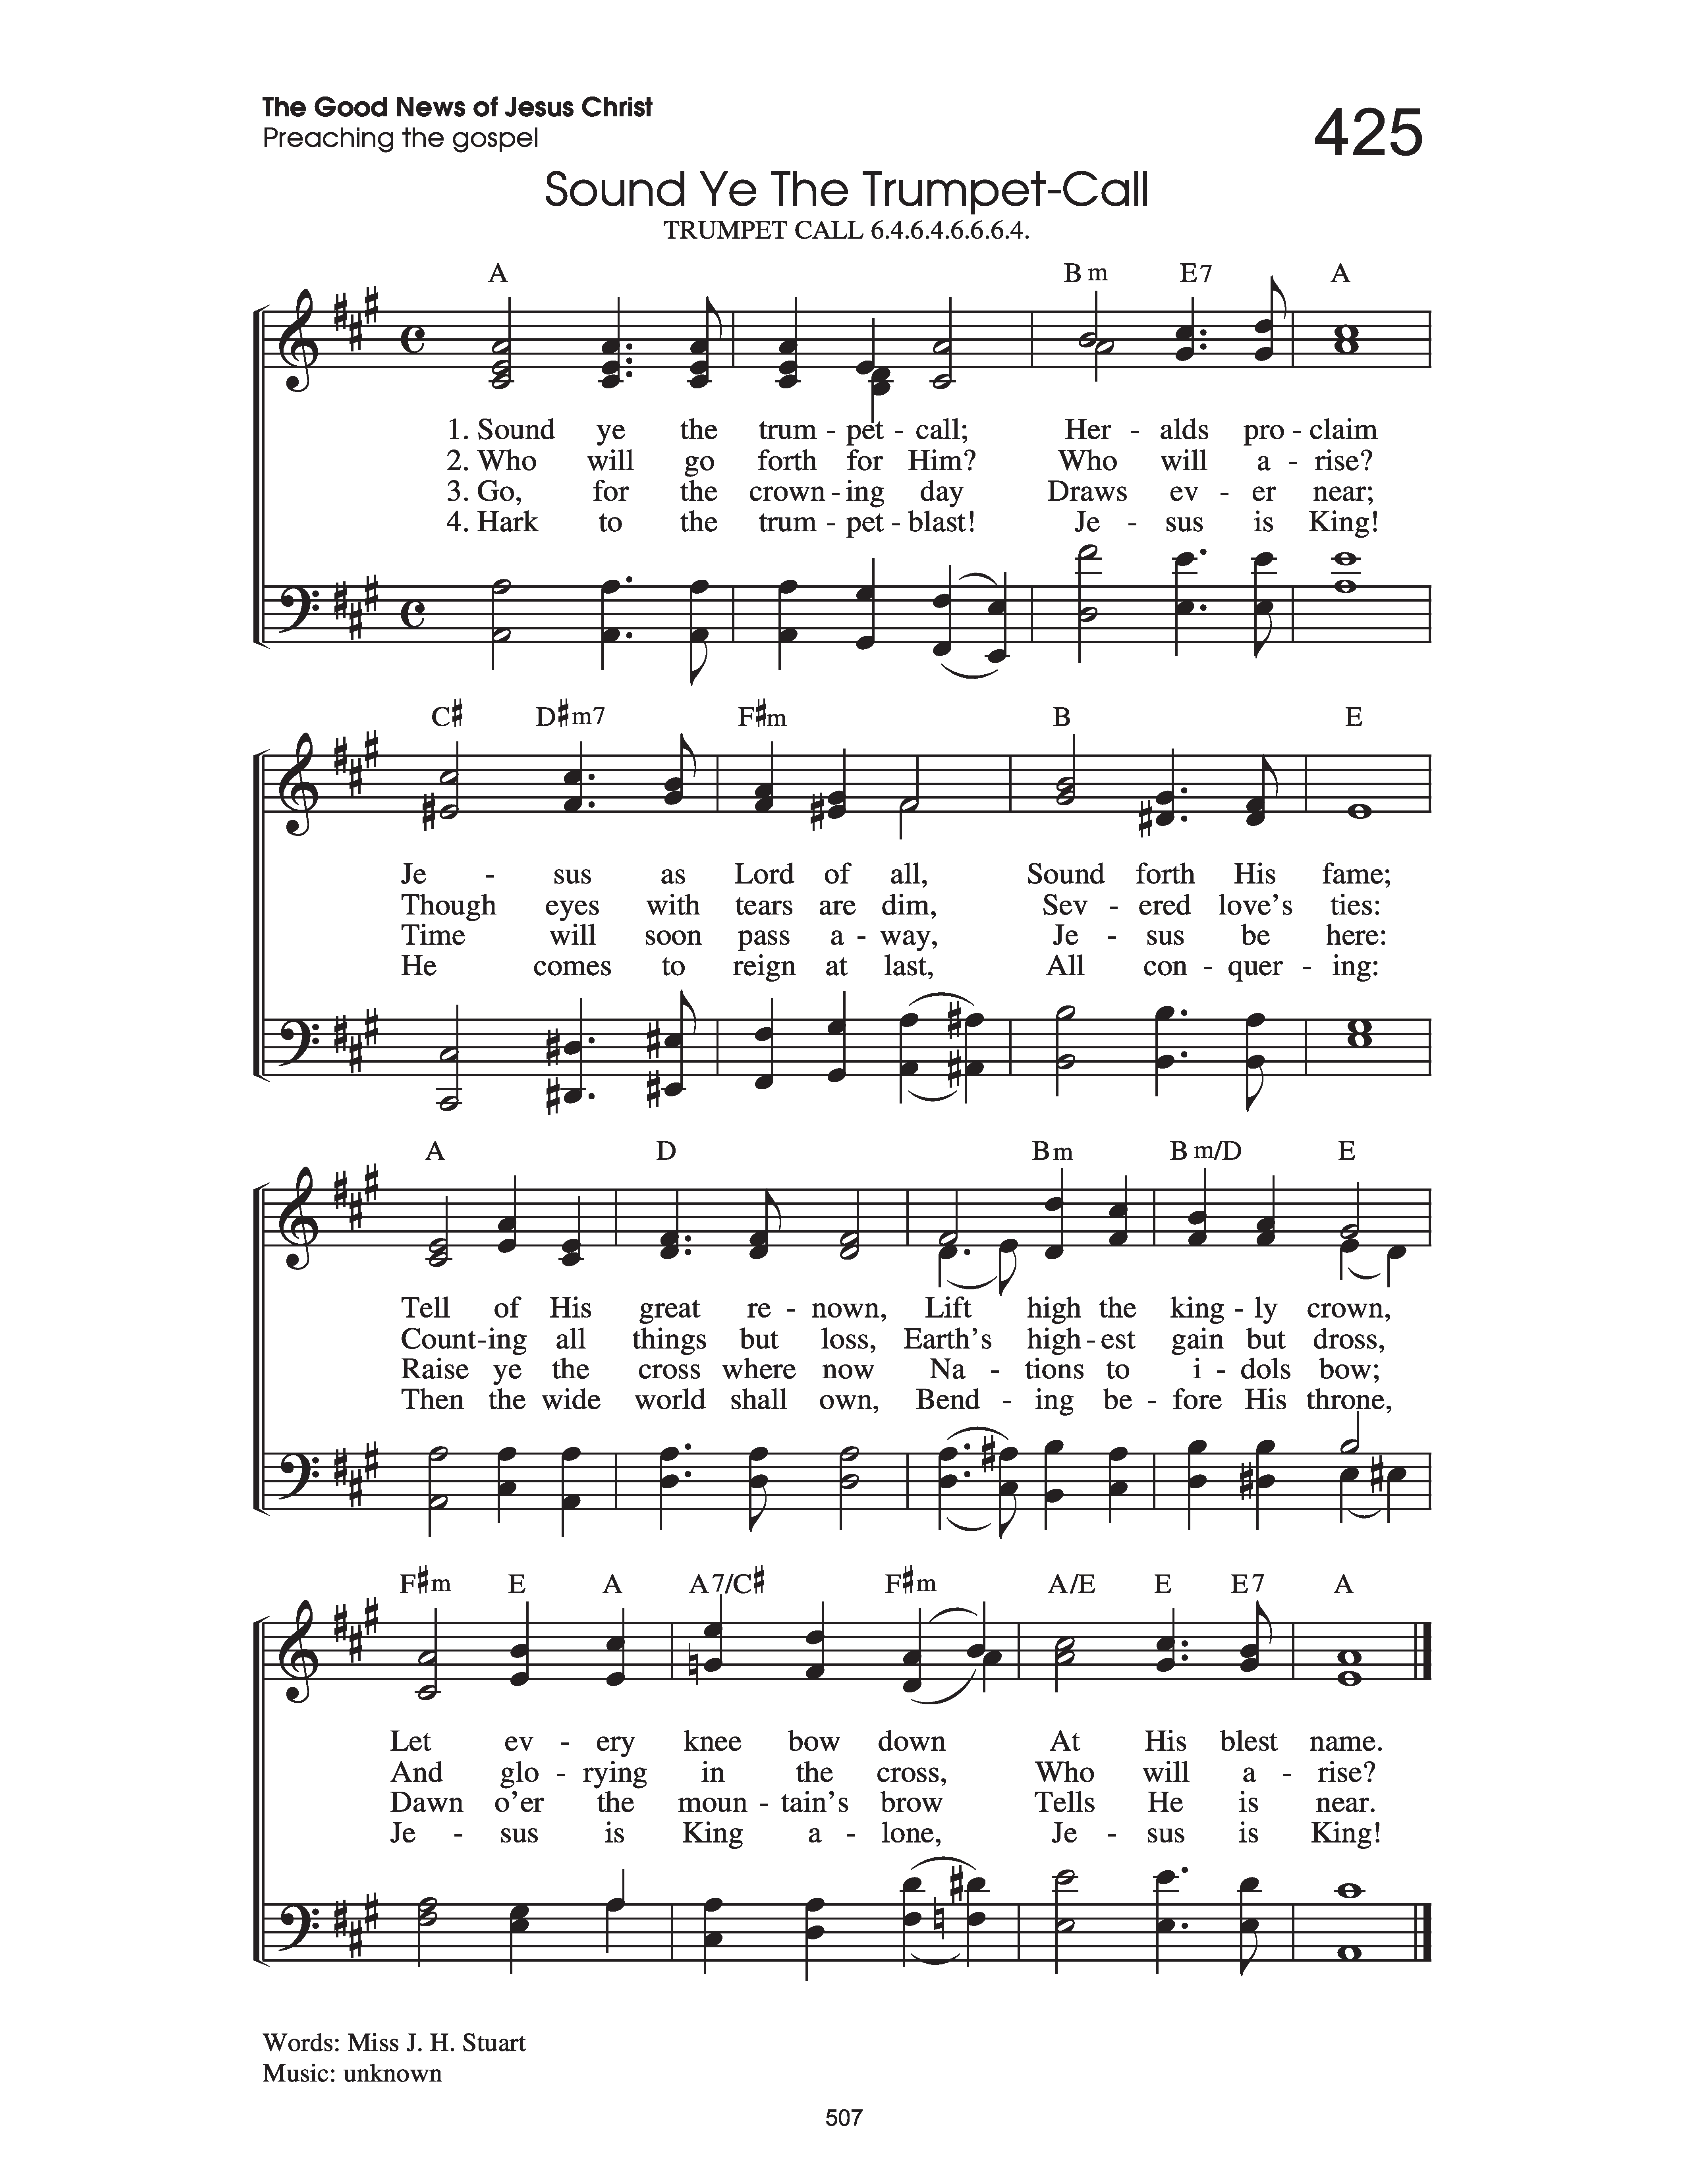 The Good News of Jesus Christ
Preaching the gospel
425
Sound Ye The Trumpet-Call
TRUMPET CALL 6.4.6.4.6.6.6.4.
A Bm E7 A
1. Sound ye the trum - pet - call; Her - alds pro - claim
2. Who will go forth for Him? Who will a - rise?
3. Go, for the crown - ing day Draws ev - er near;
4. Hark to the trum - pet - blast! Je - sus is King!
C♯ D♯m7 F♯m B E
Je - sus as Lord of all, Sound forth His fame;
Though eyes with tears are dim, Sev - ered love's ties:
Time will soon pass a - way, Je - sus be here:
He comes to reign at last, All con - quer - ing:
A D Bm Bm/D E
Tell of His great re - nown, Lift high the king - ly crown,
Count-ing all things but loss, Earth's high - est gain but dross,
Raise ye the cross where now Na - tions to i - dols bow;
Then the wide world shall own, Bend - ing be - fore His throne,
F♯m E A A7/C♯ F♯m A/E E E7 A
Let ev - ery knee bow down At His blest name.
And glo - rying in the cross, Who will a - rise?
Dawn o'er the moun - tain's brow Tells He is near.
Je - sus is King a - lone, Je - sus is King!
Words: Miss J. H. Stuart
Music: unknown
507